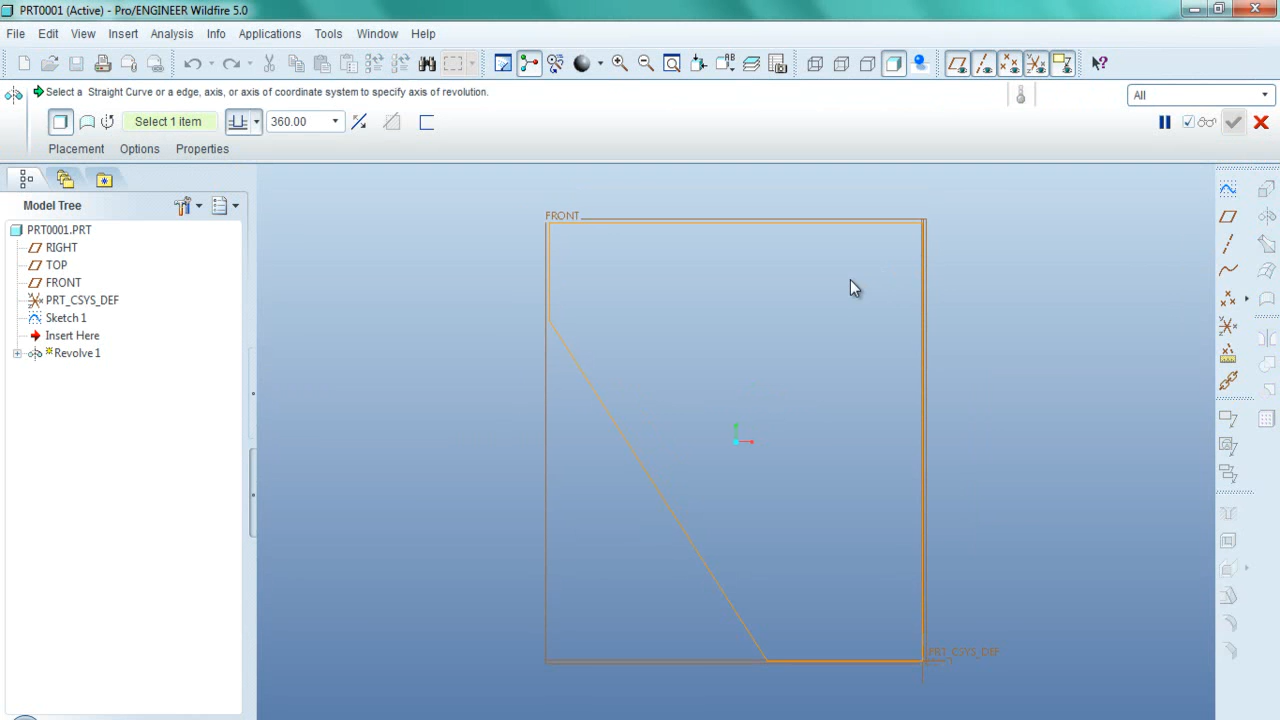 PRT0001 (Active) - Pro/ENGINEER Wildfire 5.0
File Edit View Insert Analysis Info Applications Tools Window Help
Select a Straight Curve or a edge, axis, or axis of coordinate system to specify axis of revolution.
All
Select 1 item
360.00
Placement Options Properties
Model Tree
PRT0001.PRT
RIGHT
TOP
FRONT
PRT_CSYS_DEF
Sketch 1
Insert Here
Revolve 1
FRONT
PRT_CSYS_DEF